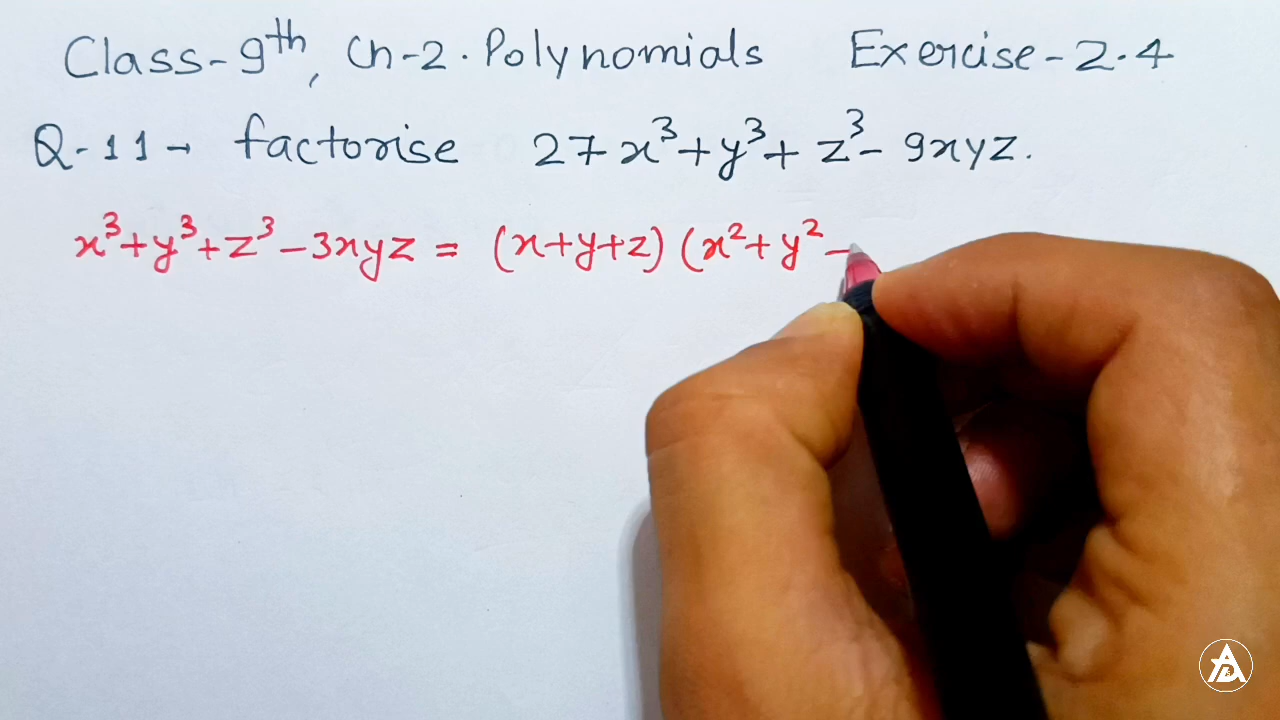 Class-9th, Ch-2. Polynomials Exercise-2.4
Q-11→ factorise 27x³+y³+z³-9xyz.
x³+y³+z³-3xyz = (x+y+z)(x²+y²-